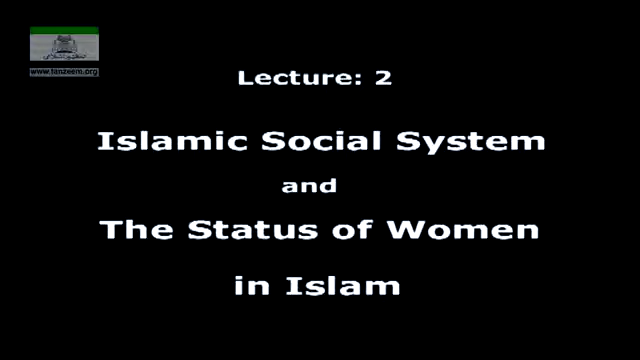 www.tanzeem.org
Lecture: 2
Islamic Social System
and
The Status of Women
in Islam